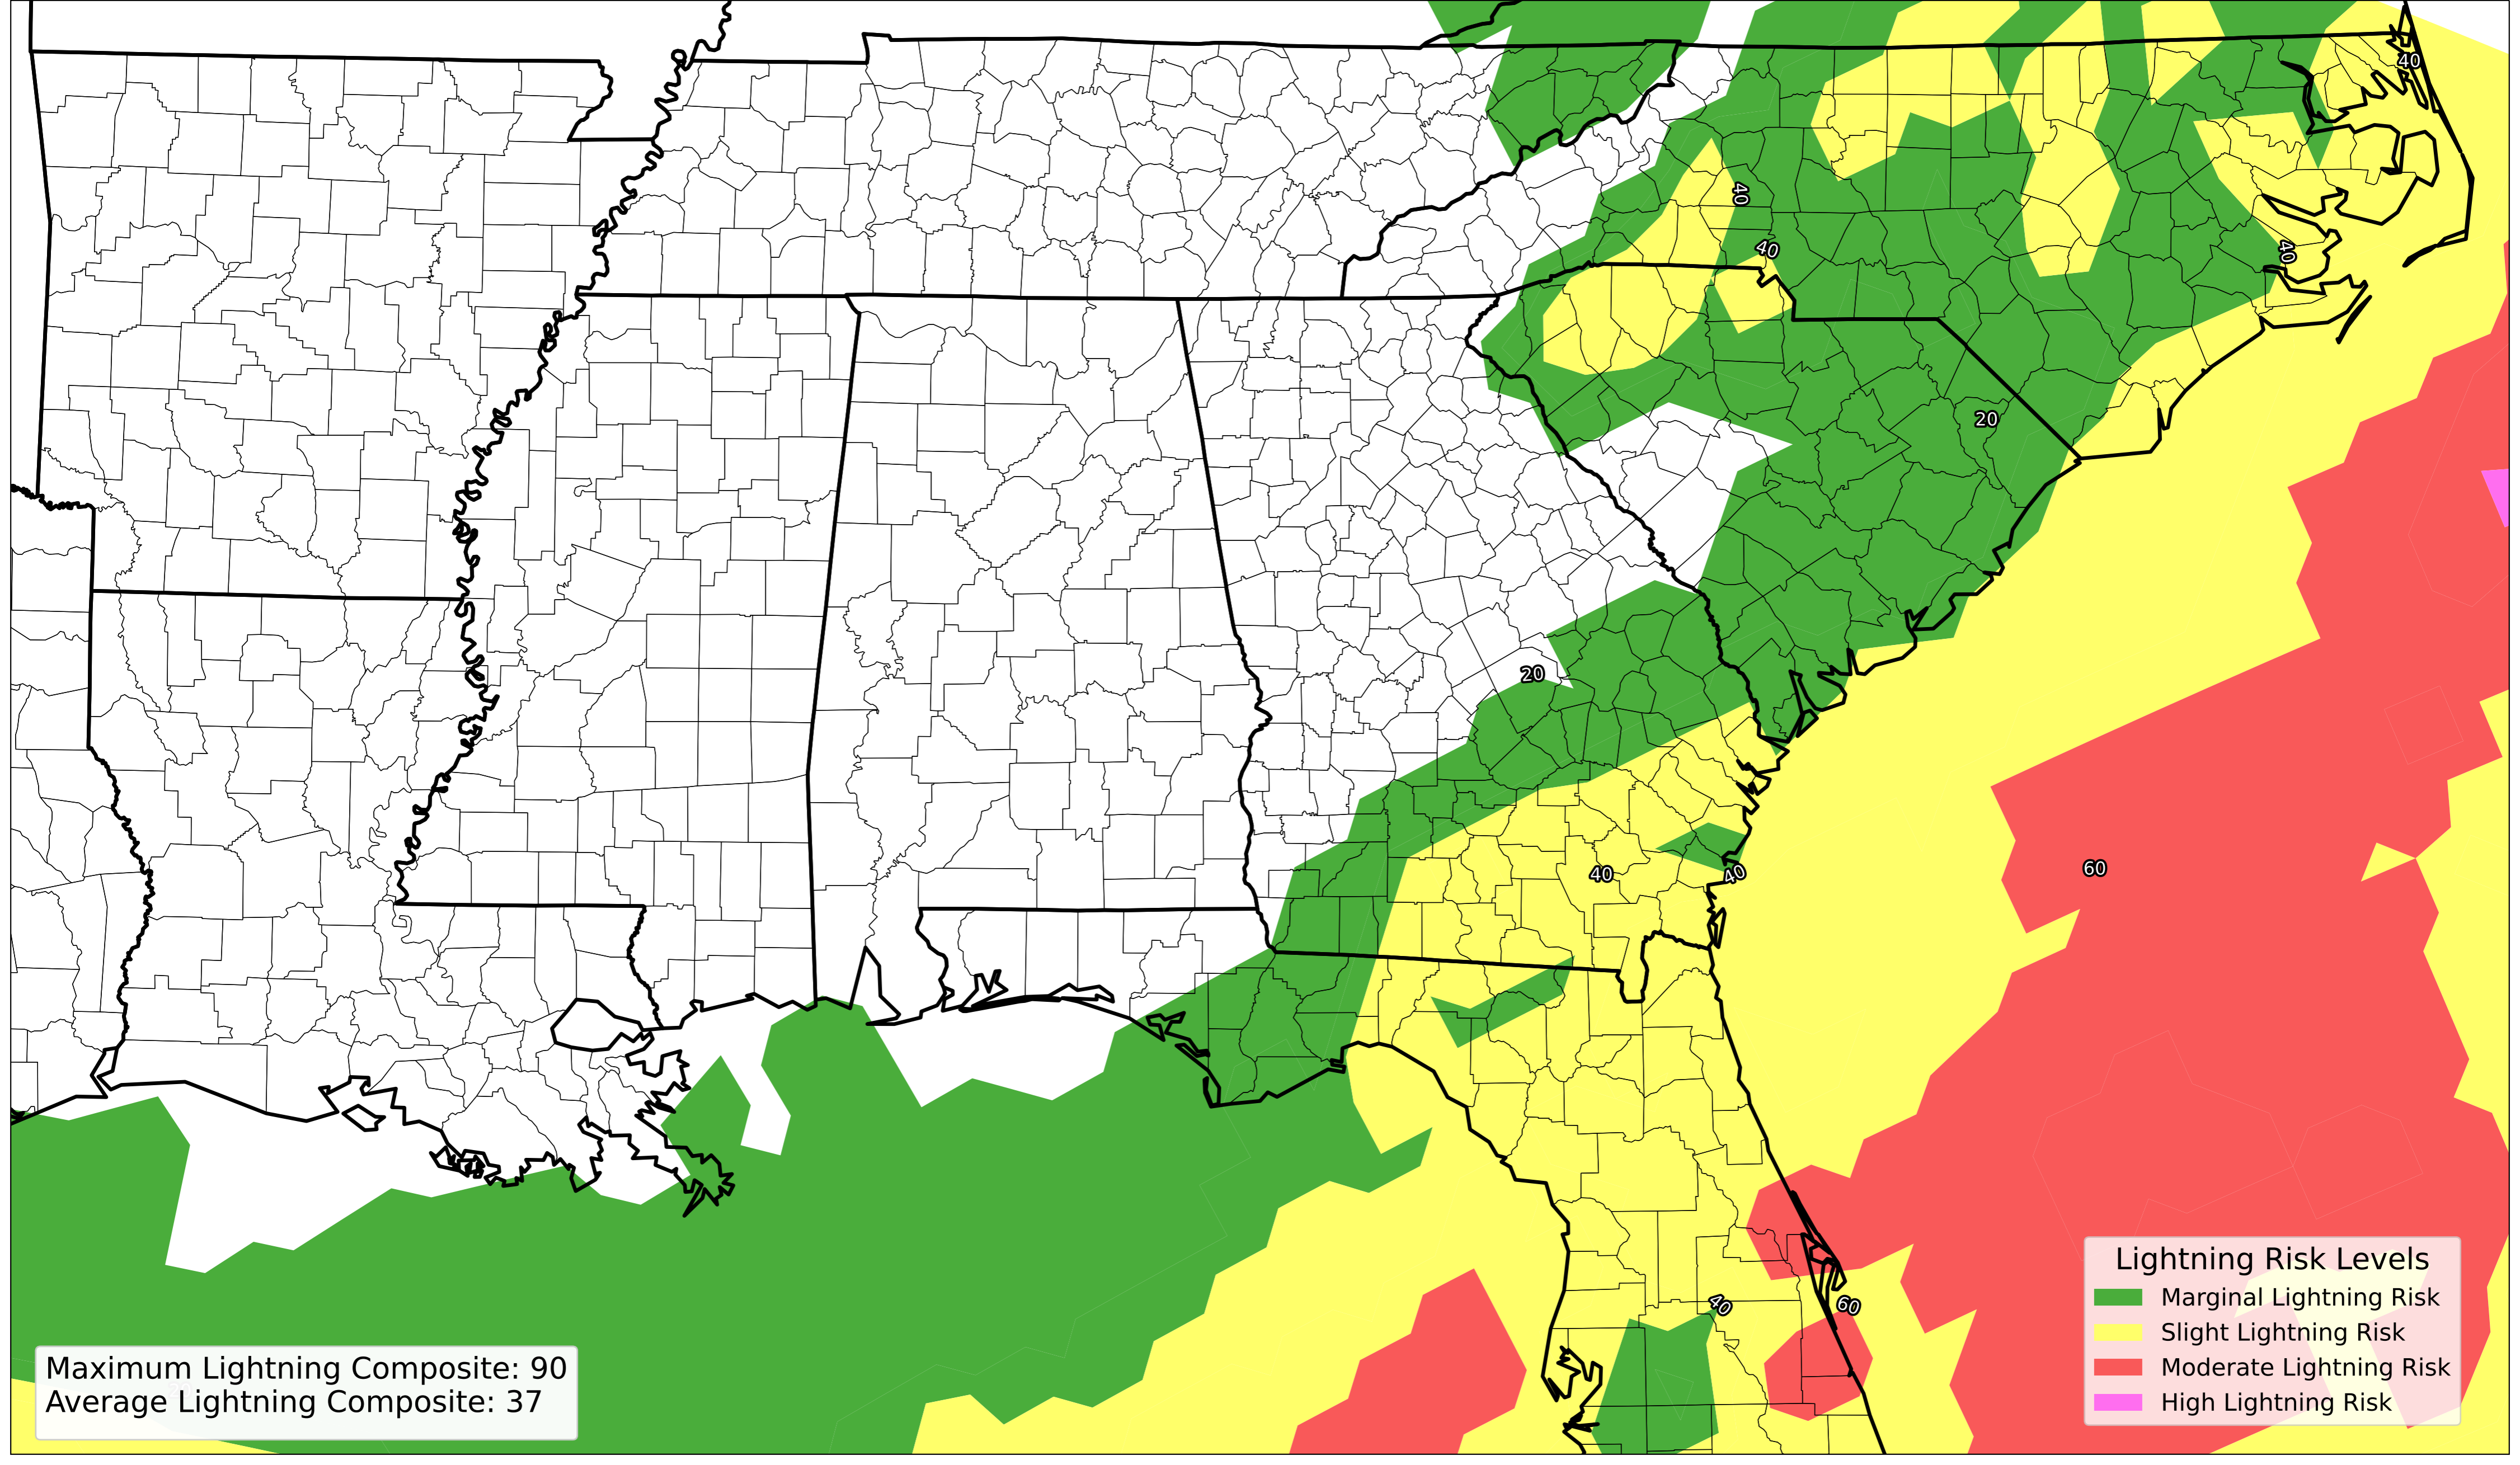 40
40
40
40
20
20
40
40
60
40
60
Lightning Risk Levels
Marginal Lightning Risk
Slight Lightning Risk
Moderate Lightning Risk
High Lightning Risk
Maximum Lightning Composite: 90
Average Lightning Composite: 37